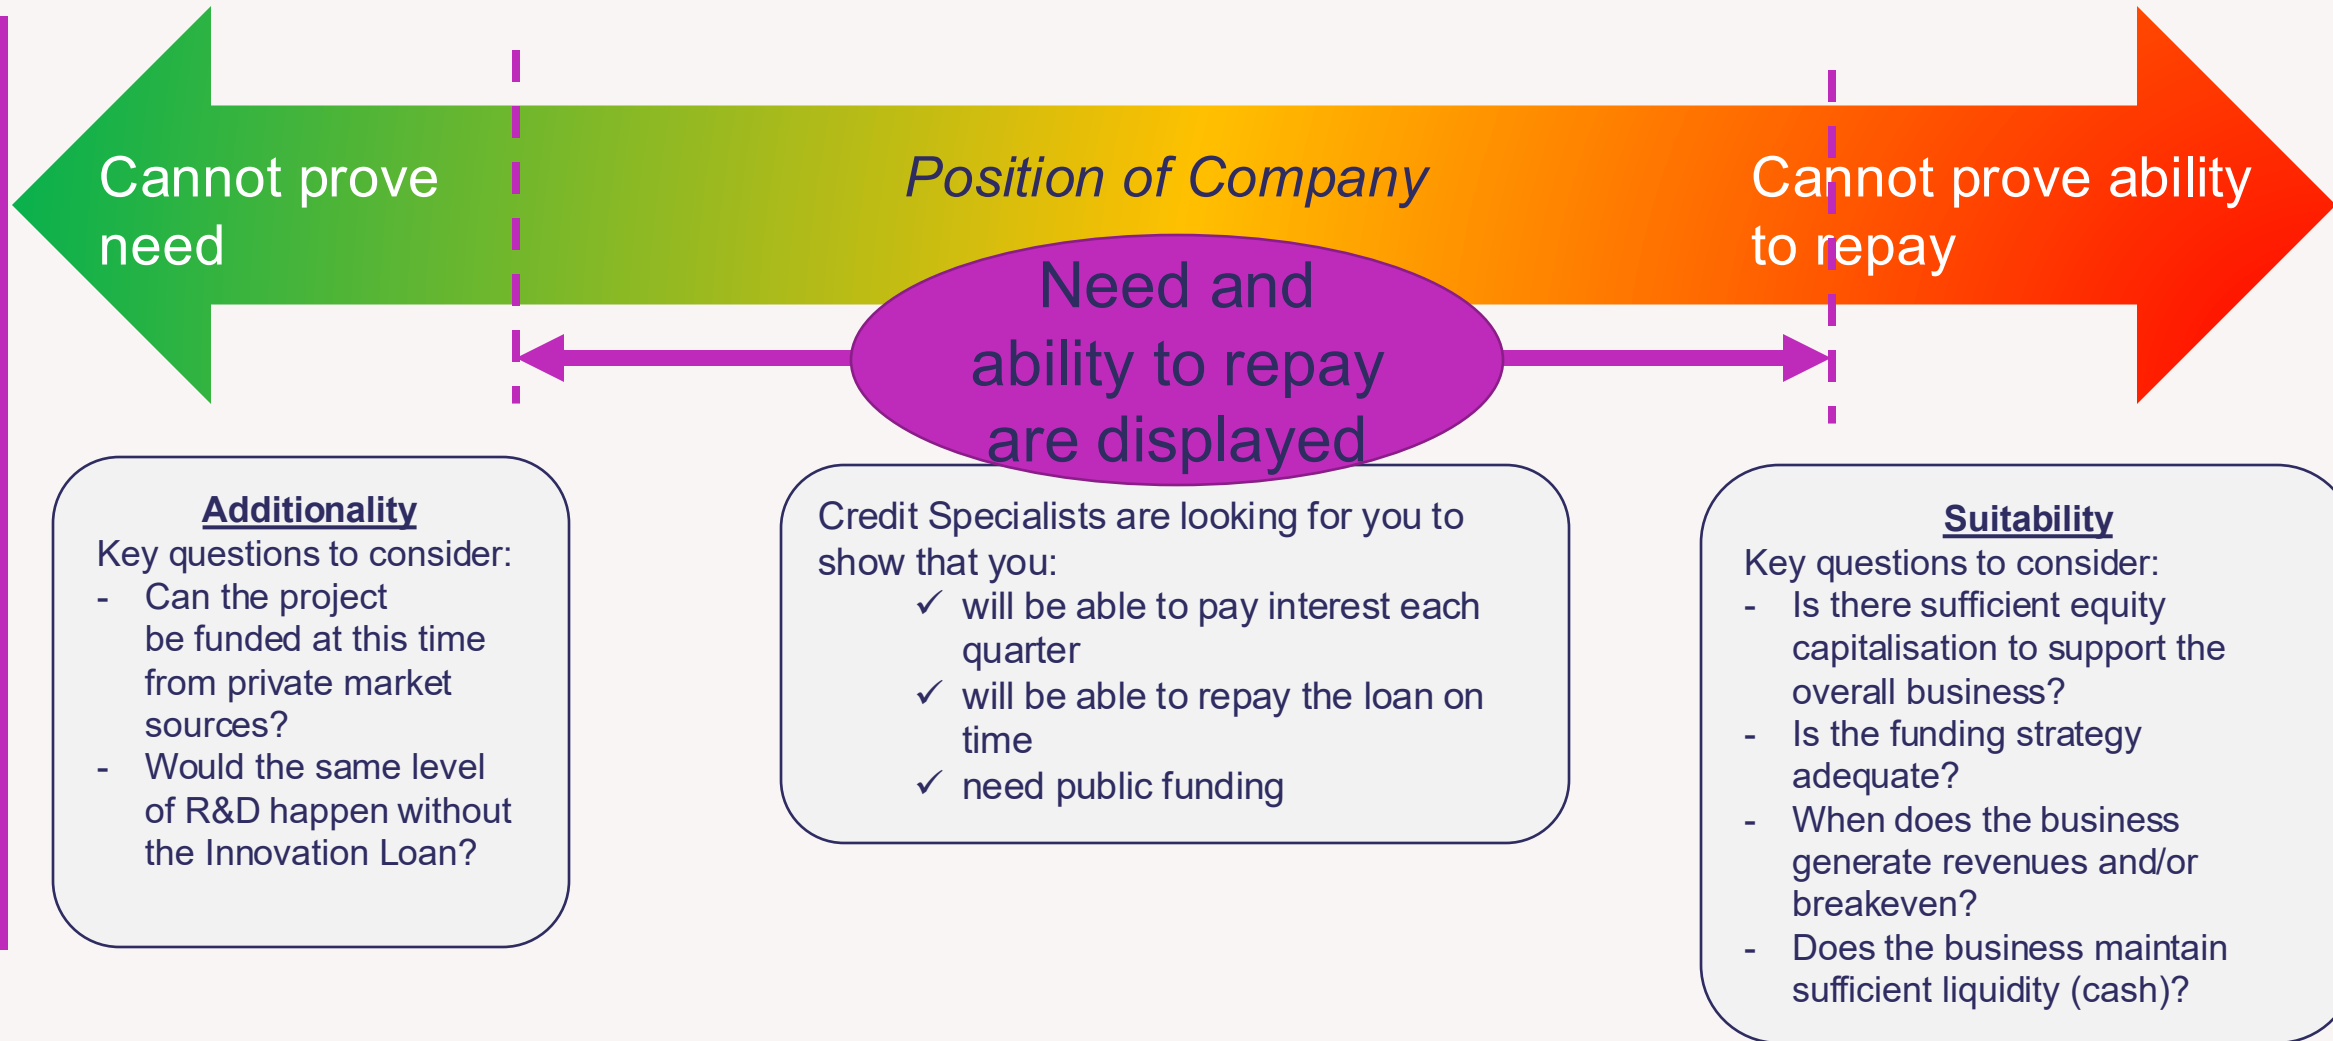 Cannot prove
need
Position of Company
Cannot prove ability
to repay
Need and
ability to repay
are displayed
Additionality
Key questions to consider:
- Can the project
be funded at this time
from private market
sources?
- Would the same level
of R&D happen without
the Innovation Loan?
Credit Specialists are looking for you to
show that you:
✓ will be able to pay interest each
quarter
✓ will be able to repay the loan on
time
✓ need public funding
Suitability
Key questions to consider:
- Is there sufficient equity
capitalisation to support the
overall business?
- Is the funding strategy
adequate?
- When does the business
generate revenues and/or
breakeven?
- Does the business maintain
sufficient liquidity (cash)?